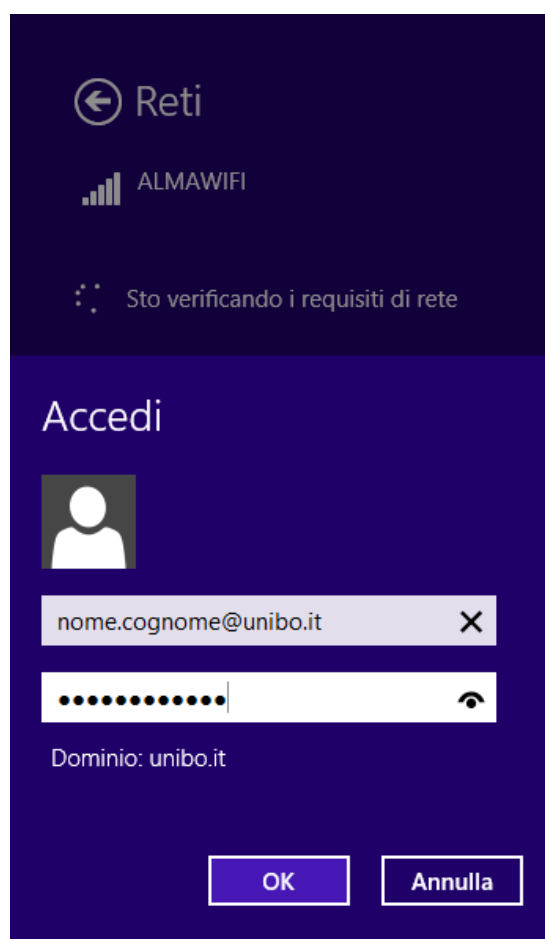 Reti
ALMAWIFI
Sto verificando i requisiti di rete
Accedi
nome.cognome@unibo.it
●●●●●●●●●●●●
Dominio: unibo.it
OK
Annulla